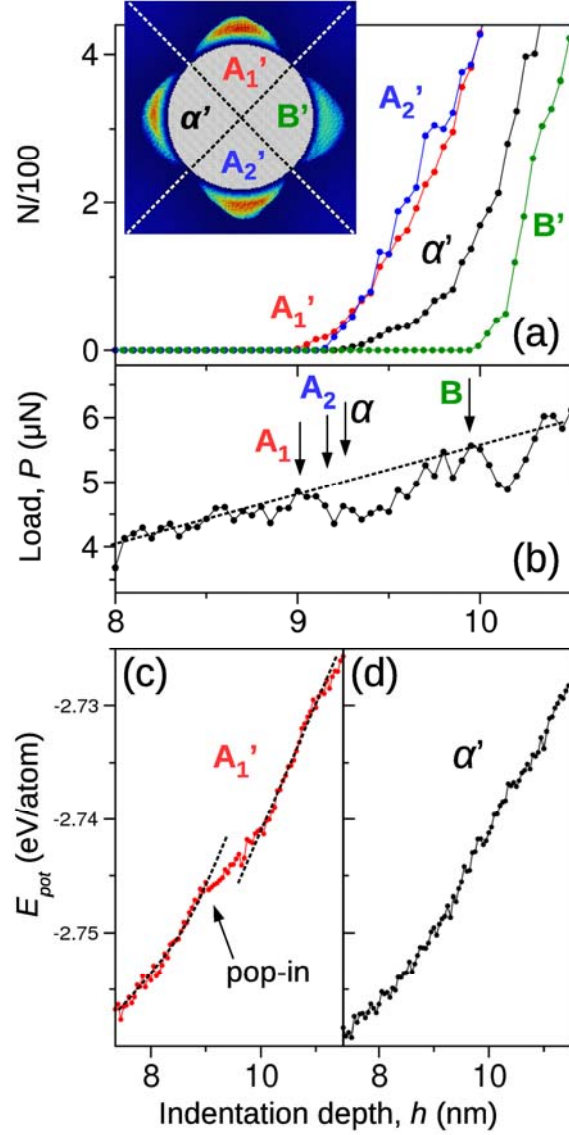 4
2
0
N/100
A₁’
α’
B’
A₂’
A₂’
α’
B’
A₁’
(a)
A₂
α
B
A₁
(b)
6
5
4
Load, P (μN)
8
9
10
(c)
(d)
A₁’
α’
-2.73
-2.74
-2.75
E_pot (eV/atom)
pop-in
8
10
8
10
Indentation depth, h (nm)